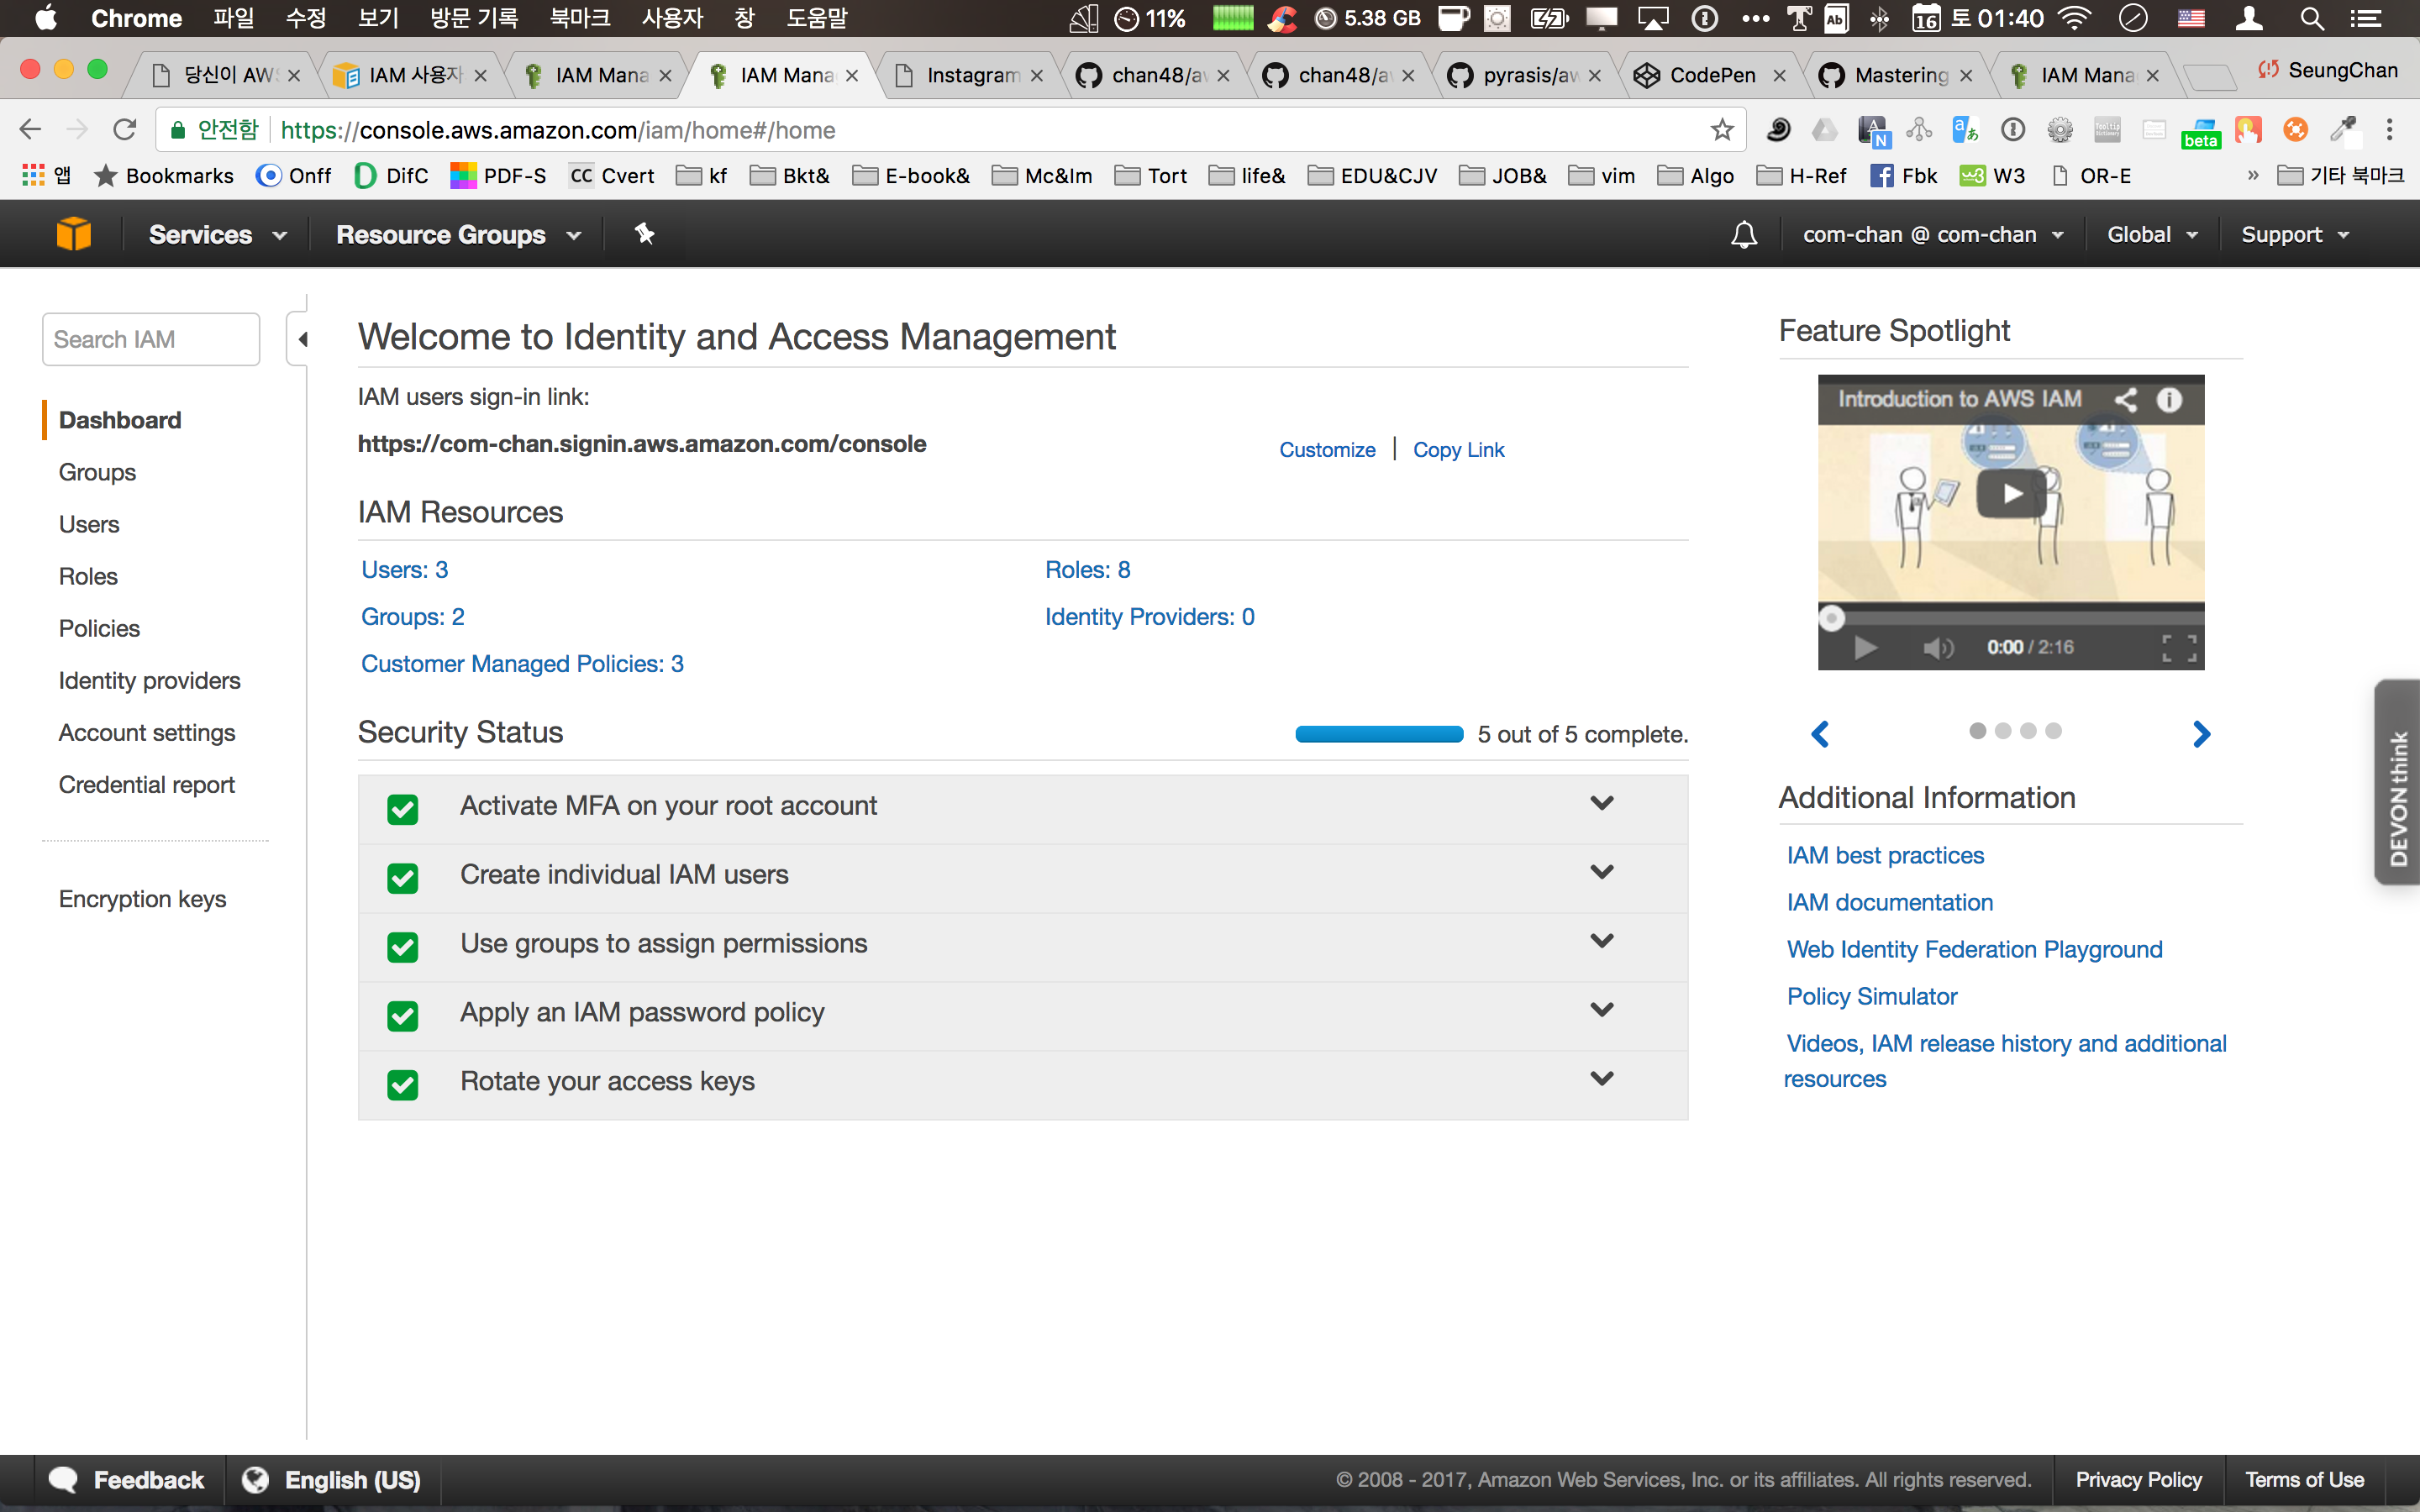 Chrome 파일 수정 보기 방문 기록 북마크 사용자 창 도움말 11% 5.38 GB Ab 16 토 01:40
당신이 AWS IAM 사용자 IAM Mana IAM Mana Instagram chan48/a chan48/a pyrasis/aw CodePen Mastering IAM Mana SeungChan
안전함 https://console.aws.amazon.com/iam/home#/home beta
앱 Bookmarks Onff DifC PDF-S CC Cvert kf Bkt& E-book& Mc&Im Tort life& EDU&CJV JOB& vim Algo H-Ref Fbk W3 OR-E » 기타 북마크
Services Resource Groups com-chan @ com-chan Global Support
Search IAM
Dashboard
Groups
Users
Roles
Policies
Identity providers
Account settings
Credential report
Encryption keys
Welcome to Identity and Access Management
IAM users sign-in link:
https://com-chan.signin.aws.amazon.com/console Customize | Copy Link
IAM Resources
Users: 3 Roles: 8
Groups: 2 Identity Providers: 0
Customer Managed Policies: 3
Security Status 5 out of 5 complete.
Activate MFA on your root account
Create individual IAM users
Use groups to assign permissions
Apply an IAM password policy
Rotate your access keys
Feature Spotlight
Introduction to AWS IAM
0:00 / 2:16
Additional Information
IAM best practices
IAM documentation
Web Identity Federation Playground
Policy Simulator
Videos, IAM release history and additional
resources
DEVONthink
Feedback English (US) © 2008 - 2017, Amazon Web Services, Inc. or its affiliates. All rights reserved. Privacy Policy Terms of Use